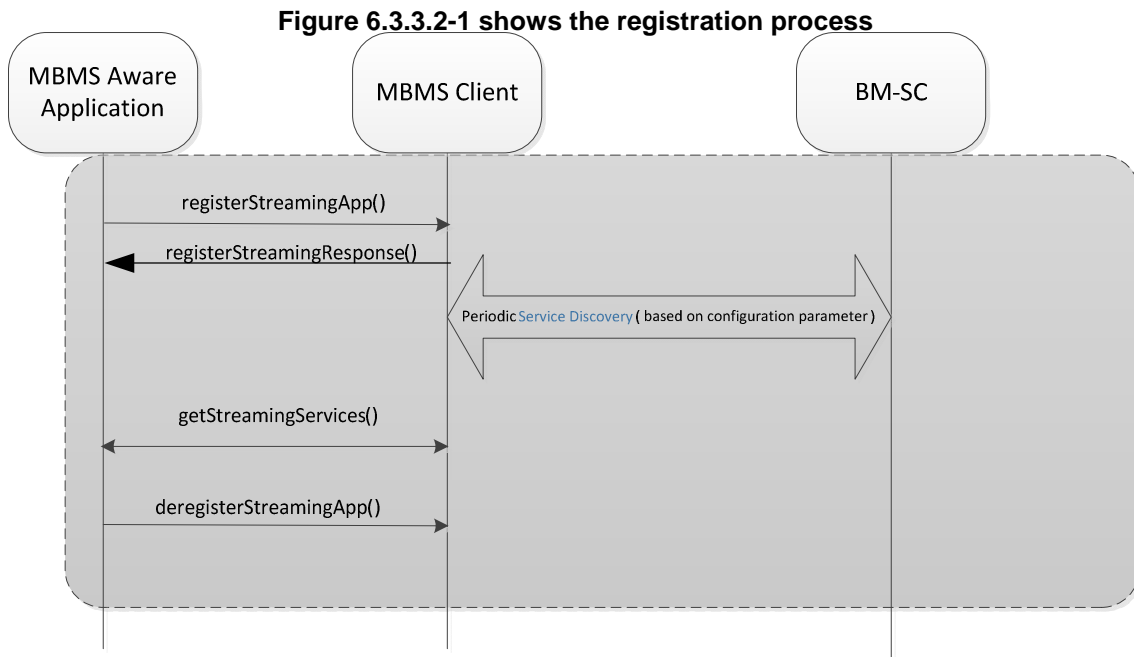 Figure 6.3.3.2-1 shows the registration process
MBMS Aware
Application
MBMS Client
BM-SC
registerStreamingApp()
registerStreamingResponse()
Periodic Service Discovery ( based on configuration parameter )
getStreamingServices()
deregisterStreamingApp()